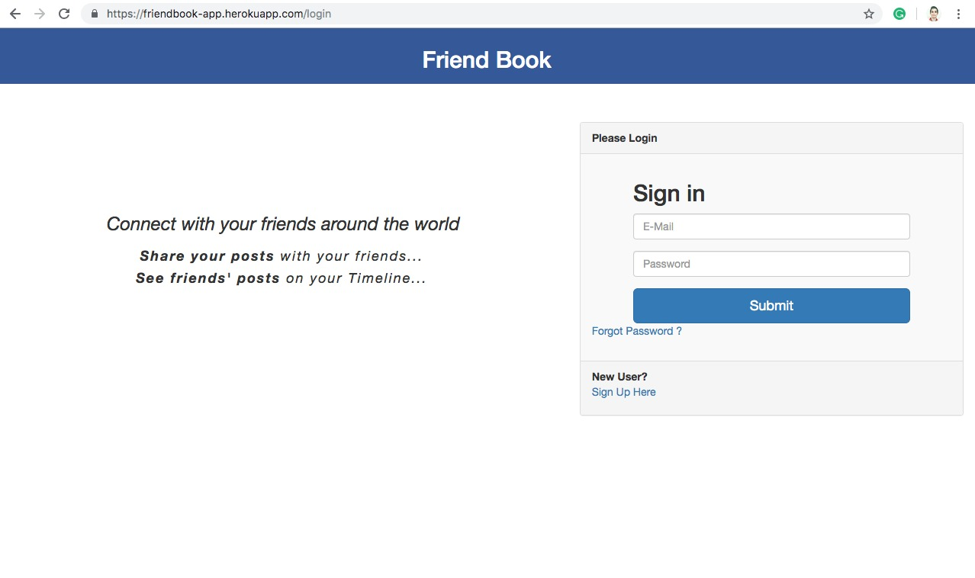 https://friendbook-app.herokuapp.com/login
Friend Book
Connect with your friends around the world
Share your posts with your friends...
See friends' posts on your Timeline...
Please Login
Sign in
E-Mail
Password
Submit
Forgot Password ?
New User?
Sign Up Here